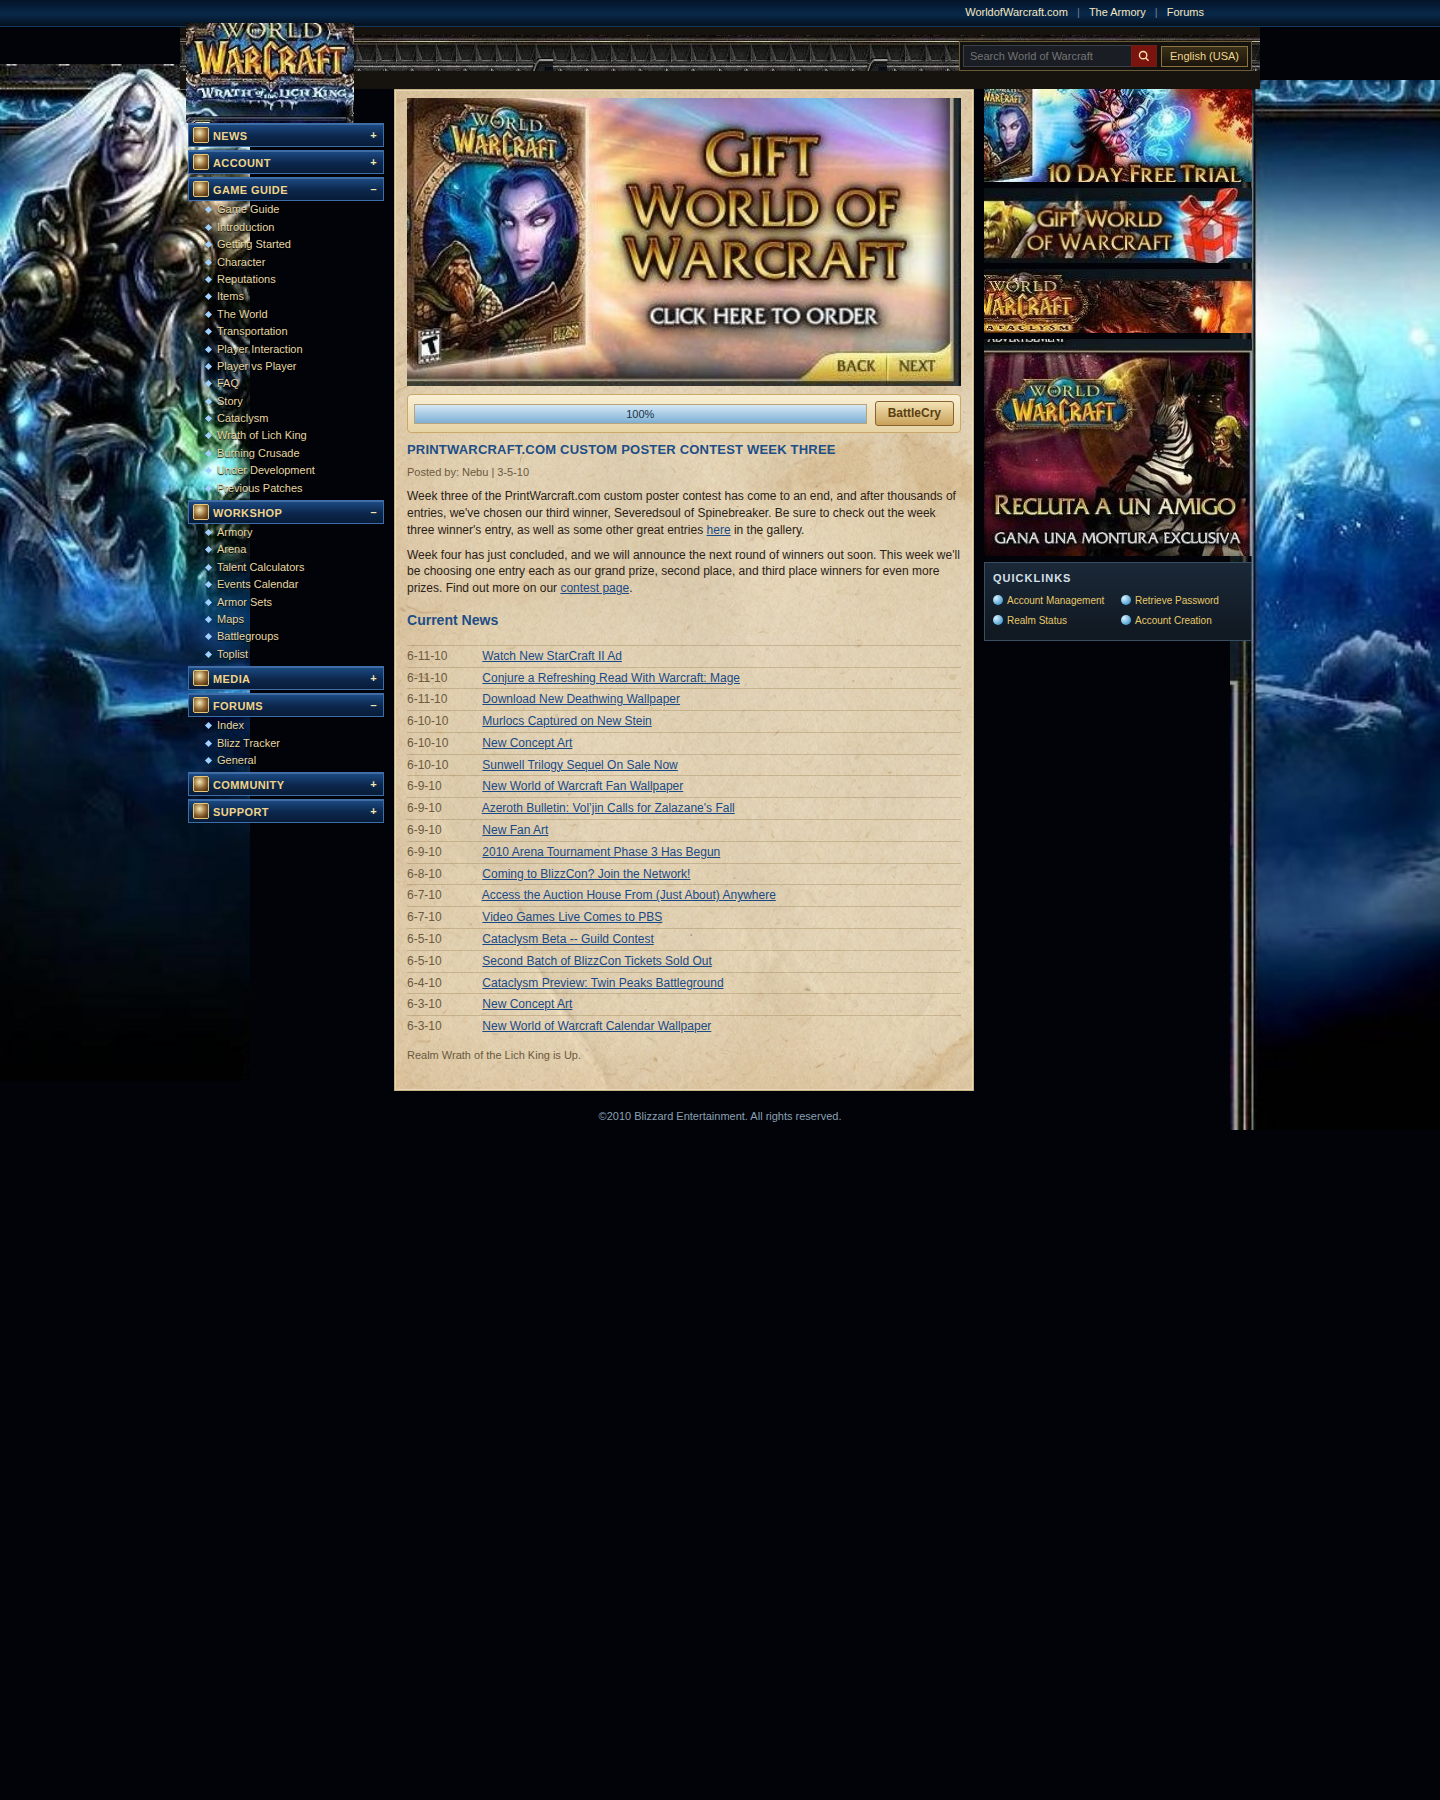 WorldofWarcraft.com | The Armory | Forums
WORLD
WARCRAFT
WRATH OF THE LICH KING
Search World of Warcraft
English (USA)
NEWS +
ACCOUNT +
GAME GUIDE –
Game Guide
Introduction
Getting Started
Character
Reputations
Items
The World
Transportation
Player Interaction
Player vs Player
FAQ
Story
Cataclysm
Wrath of Lich King
Burning Crusade
Under Development
Previous Patches
WORKSHOP –
Armory
Arena
Talent Calculators
Events Calendar
Armor Sets
Maps
Battlegroups
Toplist
MEDIA +
FORUMS –
Index
Blizz Tracker
General
COMMUNITY +
SUPPORT +
WORLD
WARCRAFT
BLIZZARD
T
GIFT
WORLD OF
WARCRAFT
CLICK HERE TO ORDER
BACK NEXT
100%
BattleCry
PRINTWARCRAFT.COM CUSTOM POSTER CONTEST WEEK THREE
Posted by: Nebu | 3-5-10
Week three of the PrintWarcraft.com custom poster contest has come to an end, and after thousands of
entries, we've chosen our third winner, Severedsoul of Spinebreaker. Be sure to check out the week
three winner's entry, as well as some other great entries here in the gallery.
Week four has just concluded, and we will announce the next round of winners out soon. This week we'll
be choosing one entry each as our grand prize, second place, and third place winners for even more
prizes. Find out more on our contest page.
Current News
6-11-10 Watch New StarCraft II Ad
6-11-10 Conjure a Refreshing Read With Warcraft: Mage
6-11-10 Download New Deathwing Wallpaper
6-10-10 Murlocs Captured on New Stein
6-10-10 New Concept Art
6-10-10 Sunwell Trilogy Sequel On Sale Now
6-9-10 New World of Warcraft Fan Wallpaper
6-9-10 Azeroth Bulletin: Vol'jin Calls for Zalazane's Fall
6-9-10 New Fan Art
6-9-10 2010 Arena Tournament Phase 3 Has Begun
6-8-10 Coming to BlizzCon? Join the Network!
6-7-10 Access the Auction House From (Just About) Anywhere
6-7-10 Video Games Live Comes to PBS
6-5-10 Cataclysm Beta -- Guild Contest
6-5-10 Second Batch of BlizzCon Tickets Sold Out
6-4-10 Cataclysm Preview: Twin Peaks Battleground
6-3-10 New Concept Art
6-3-10 New World of Warcraft Calendar Wallpaper
Realm Wrath of the Lich King is Up.
10 DAY FREE TRIAL
GIFT WORLD
OF WARCRAFT
WORLD
WARCRAFT
CATACLYSM
ADVERTISEMENT
WORLD
WARCRAFT
RECLUTA A UN AMIGO
GANA UNA MONTURA EXCLUSIVA
QUICKLINKS
Account Management
Retrieve Password
Realm Status
Account Creation
©2010 Blizzard Entertainment. All rights reserved.